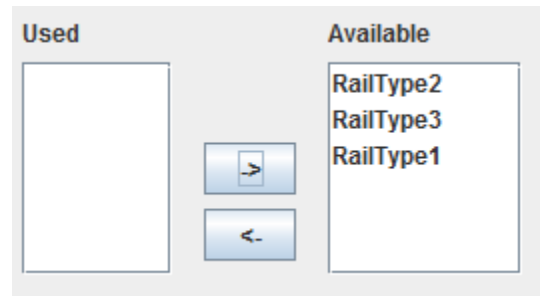 Used
Available
RailType2
RailType3
RailType1
->
<-